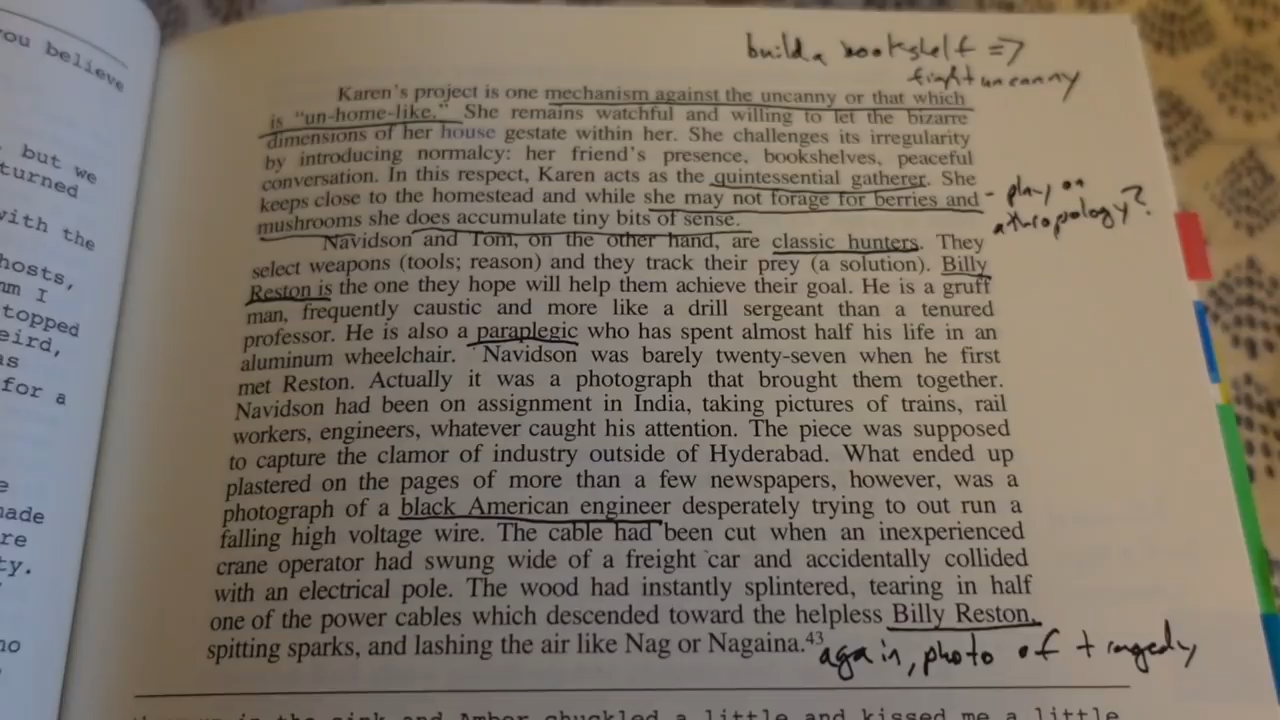 you believe
, but we
turned
with the
hosts,
am I
topped
eird,
as
for a
e
made
re
ty.
no
build a bookshelf =>
fight uncanny
Karen's project is one mechanism against the uncanny or that which
is "un-home-like." She remains watchful and willing to let the bizarre
dimensions of her house gestate within her. She challenges its irregularity
by introducing normalcy: her friend's presence, bookshelves, peaceful
conversation. In this respect, Karen acts as the quintessential gatherer. She
keeps close to the homestead and while she may not forage for berries and
mushrooms she does accumulate tiny bits of sense.
- play on
athropology?
Navidson and Tom, on the other hand, are classic hunters. They
select weapons (tools; reason) and they track their prey (a solution). Billy
Reston is the one they hope will help them achieve their goal. He is a gruff
man, frequently caustic and more like a drill sergeant than a tenured
professor. He is also a paraplegic who has spent almost half his life in an
aluminum wheelchair. Navidson was barely twenty-seven when he first
met Reston. Actually it was a photograph that brought them together.
Navidson had been on assignment in India, taking pictures of trains, rail
workers, engineers, whatever caught his attention. The piece was supposed
to capture the clamor of industry outside of Hyderabad. What ended up
plastered on the pages of more than a few newspapers, however, was a
photograph of a black American engineer desperately trying to out run a
falling high voltage wire. The cable had been cut when an inexperienced
crane operator had swung wide of a freight car and accidentally collided
with an electrical pole. The wood had instantly splintered, tearing in half
one of the power cables which descended toward the helpless Billy Reston,
spitting sparks, and lashing the air like Nag or Nagaina.43
again, photo of tragedy
the sink and Amber chuckled a little and kissed me a little